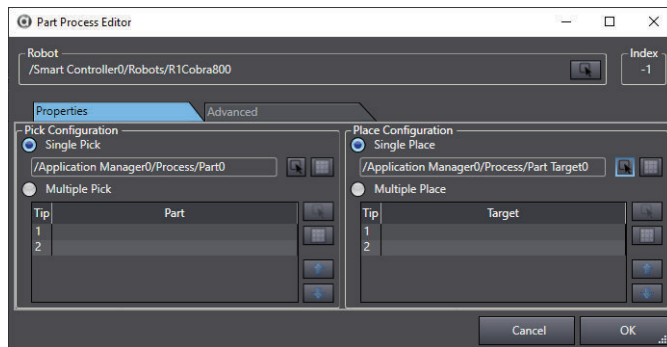 Part Process Editor
Robot
/Smart Controller0/Robots/R1Cobra800
Index
-1
Properties
Advanced
Pick Configuration
Single Pick
/Application Manager0/Process/Part0
Multiple Pick
Tip Part
1
2
Place Configuration
Single Place
/Application Manager0/Process/Part Target0
Multiple Place
Tip Target
1
2
Cancel
OK